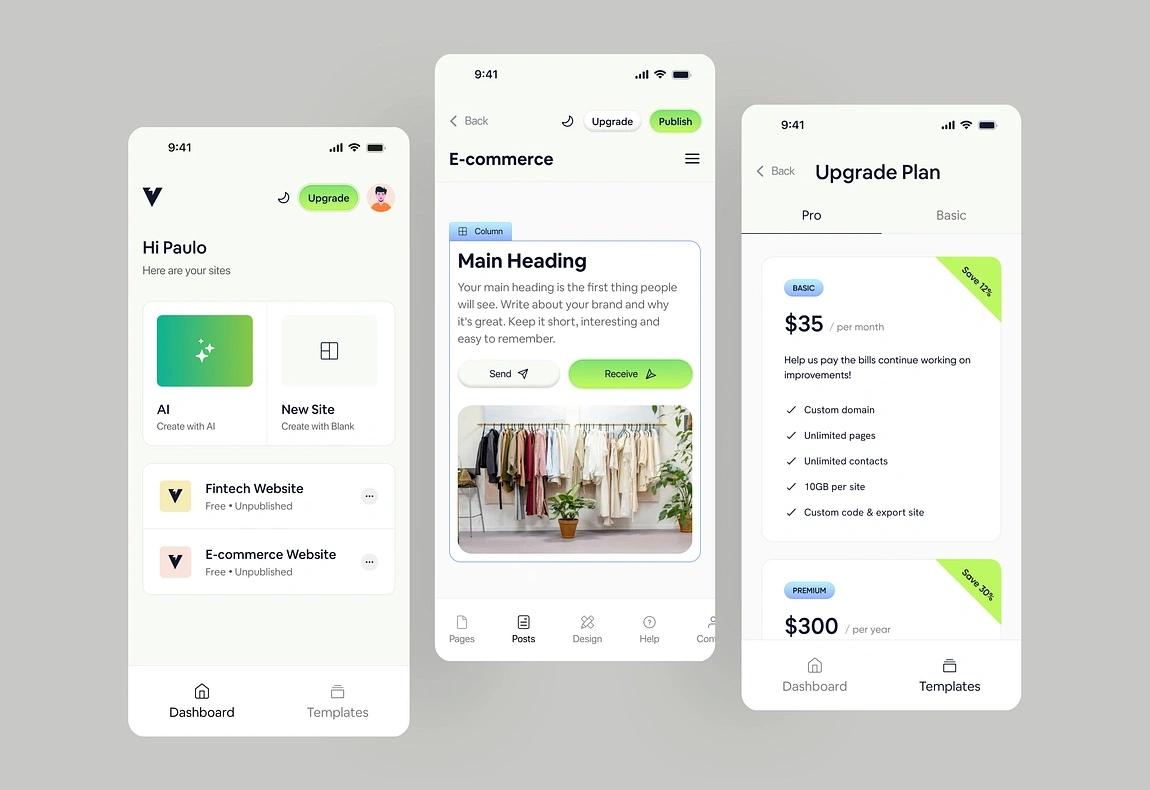 9:41
Upgrade
Hi Paulo
Here are your sites
AI
Create with AI
New Site
Create with Blank
Fintech Website
Free • Unpublished
E-commerce Website
Free • Unpublished
Dashboard
Templates
9:41
Back
Upgrade
Publish
E-commerce
Column
Main Heading
Your main heading is the first thing people
will see. Write about your brand and why
it's great. Keep it short, interesting and
easy to remember.
Send
Receive
Pages
Posts
Design
Help
Cont
9:41
Back
Upgrade Plan
Pro
Basic
Save 12%
BASIC
$35 / per month
Help us pay the bills continue working on
improvements!
Custom domain
Unlimited pages
Unlimited contacts
10GB per site
Custom code & export site
Save 30%
PREMIUM
$300 / per year
Dashboard
Templates